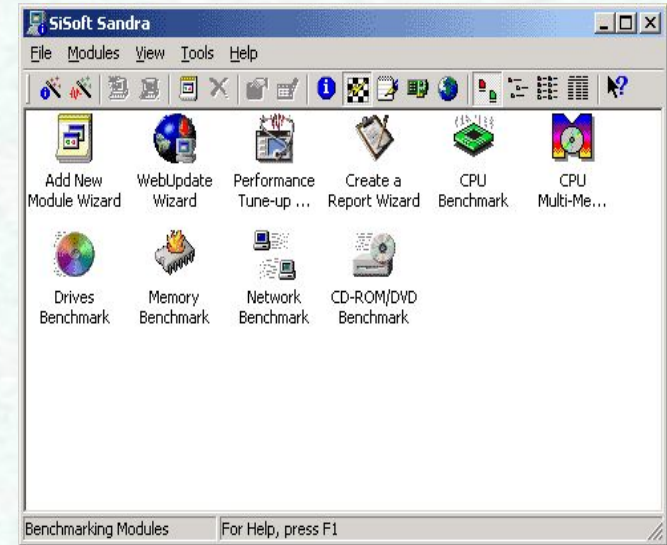 SiSoft Sandra
File Modules View Tools Help
Add New Module Wizard
WebUpdate Wizard
Performance Tune-up ...
Create a Report Wizard
CPU Benchmark
CPU Multi-Me...
Drives Benchmark
Memory Benchmark
Network Benchmark
CD-ROM/DVD Benchmark
Benchmarking Modules
For Help, press F1